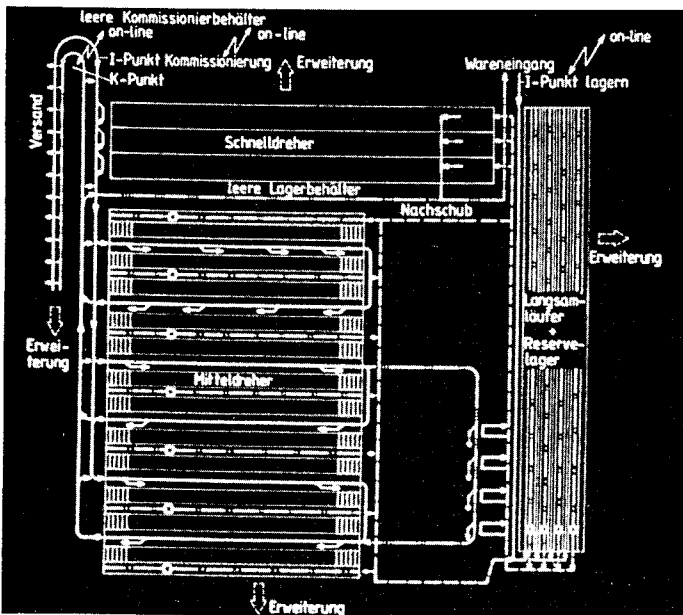 leere Kommissionierbehälter
on-line
on-line
I-Punkt Kommissionierung
K-Punkt
Erweiterung
Wareneingang
on-line
I-Punkt lagern
Versand
Schnelldreher
leere Lagerbehälter
Nachschub
Erweiterung
Langsam-
läufer
+
Reserve-
lager
Erwei-
terung
Mitteldreher
Erweiterung